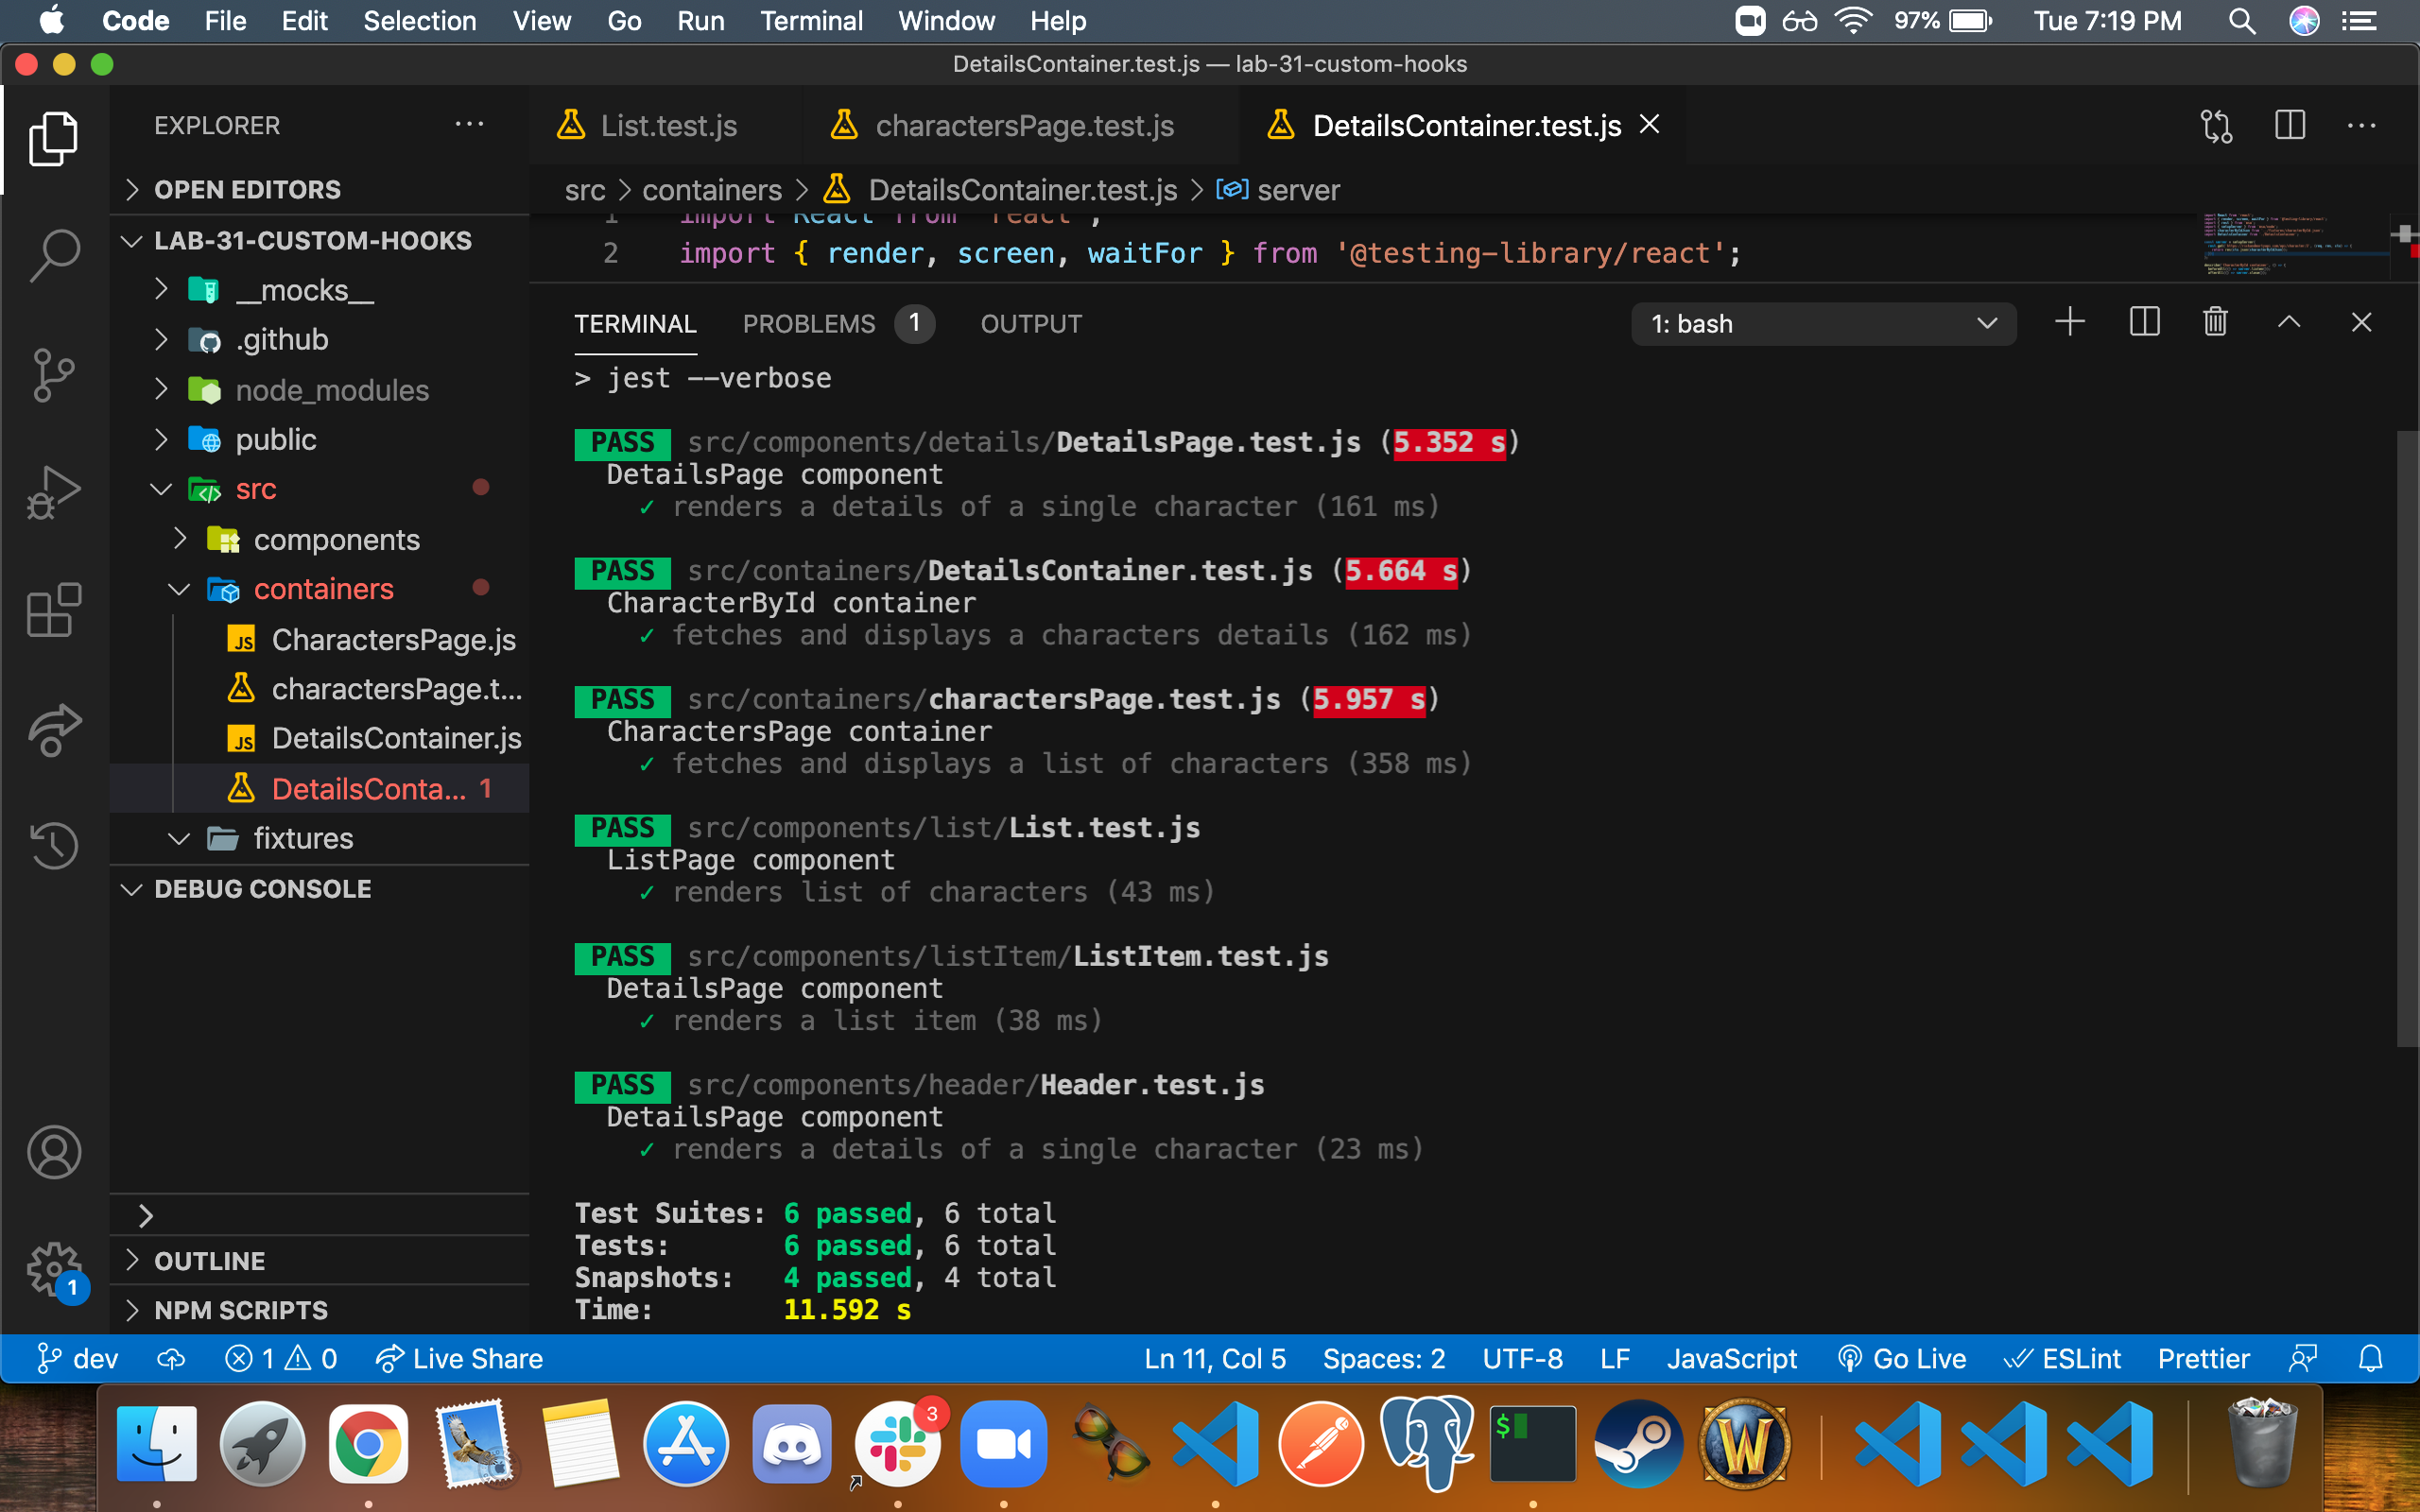 Code File Edit Selection View Go Run Terminal Window Help 97% Tue 7:19 PM
DetailsContainer.test.js — lab-31-custom-hooks
EXPLORER
List.test.js charactersPage.test.js DetailsContainer.test.js
OPEN EDITORS
src > containers > DetailsContainer.test.js > server
LAB-31-CUSTOM-HOOKS
__mocks__
.github
node_modules
public
src
components
containers
CharactersPage.js
charactersPage.t...
DetailsContainer.js
DetailsConta... 1
fixtures
DEBUG CONSOLE
OUTLINE
NPM SCRIPTS
1
1 import React from 'react';
2 import { render, screen, waitFor } from '@testing-library/react';
TERMINAL PROBLEMS 1 OUTPUT 1: bash
> jest --verbose
PASS src/components/details/DetailsPage.test.js (5.352 s)
DetailsPage component
✓ renders a details of a single character (161 ms)
PASS src/containers/DetailsContainer.test.js (5.664 s)
CharacterById container
✓ fetches and displays a characters details (162 ms)
PASS src/containers/charactersPage.test.js (5.957 s)
CharactersPage container
✓ fetches and displays a list of characters (358 ms)
PASS src/components/list/List.test.js
ListPage component
✓ renders list of characters (43 ms)
PASS src/components/listItem/ListItem.test.js
DetailsPage component
✓ renders a list item (38 ms)
PASS src/components/header/Header.test.js
DetailsPage component
✓ renders a details of a single character (23 ms)
Test Suites: 6 passed, 6 total
Tests: 6 passed, 6 total
Snapshots: 4 passed, 4 total
Time: 11.592 s
dev 1 0 Live Share Ln 11, Col 5 Spaces: 2 UTF-8 LF JavaScript Go Live ESLint Prettier
3
$
W